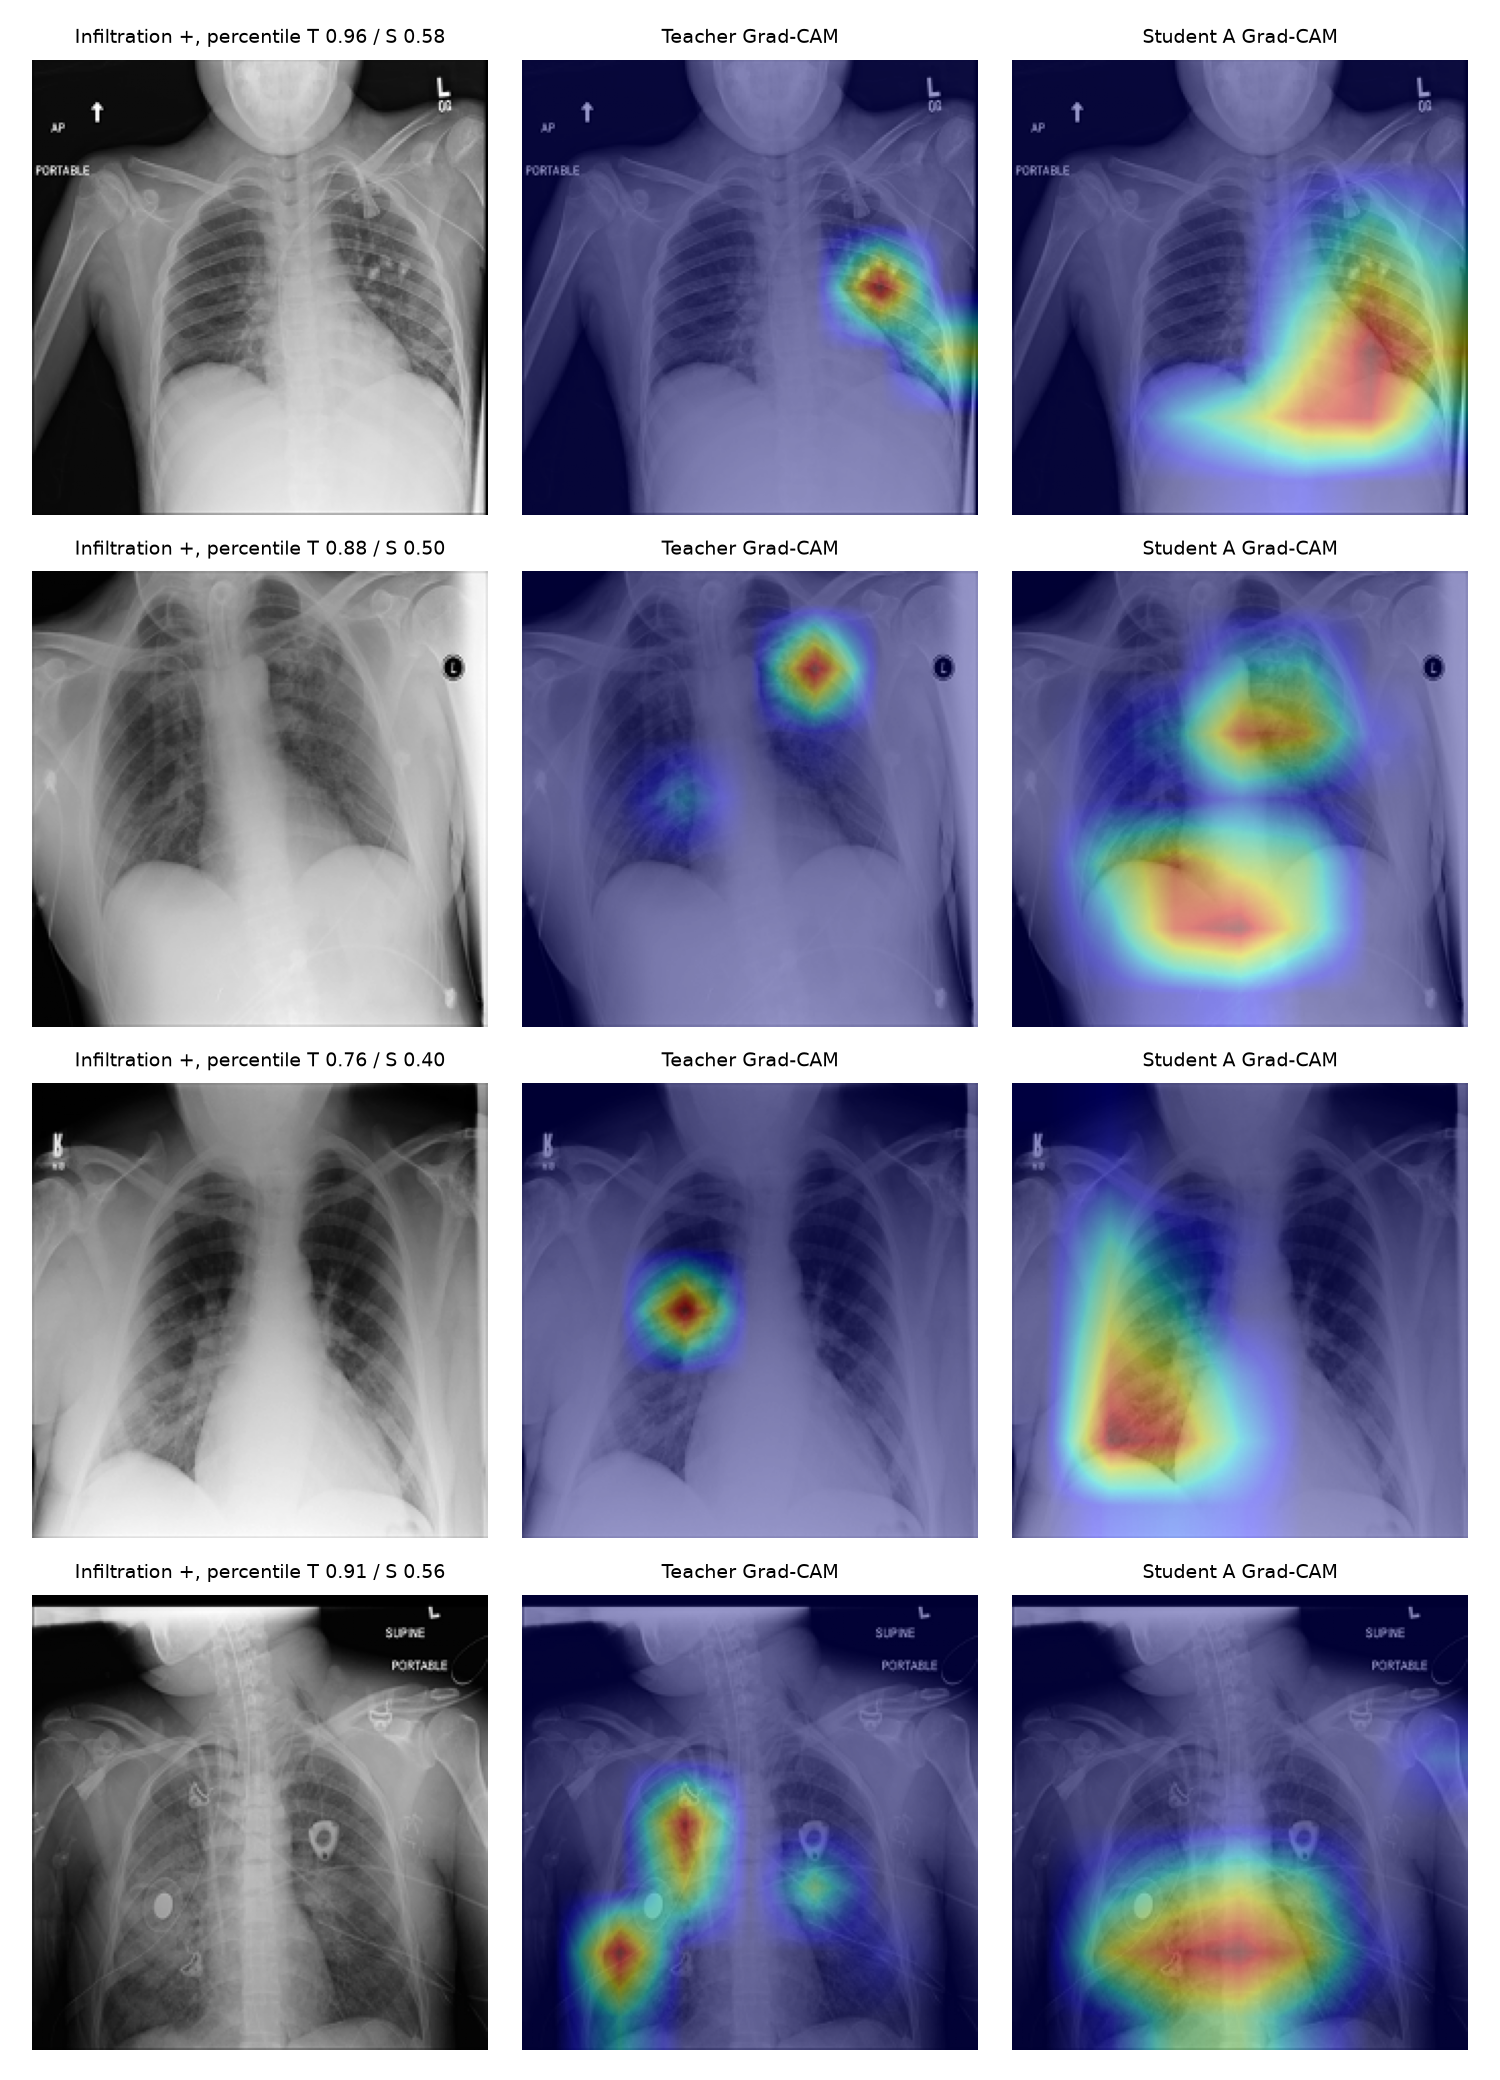 Infiltration +, percentile T 0.96 / S 0.58
Teacher Grad-CAM
Student A Grad-CAM
L
L
L
AP
AP
AP
PORTABLE
PORTABLE
PORTABLE
Infiltration +, percentile T 0.88 / S 0.50
Teacher Grad-CAM
Student A Grad-CAM
L
L
L
Infiltration +, percentile T 0.76 / S 0.40
Teacher Grad-CAM
Student A Grad-CAM
R
R
R
Infiltration +, percentile T 0.91 / S 0.56
Teacher Grad-CAM
Student A Grad-CAM
L
L
L
SUPINE
SUPINE
SUPINE
PORTABLE
PORTABLE
PORTABLE